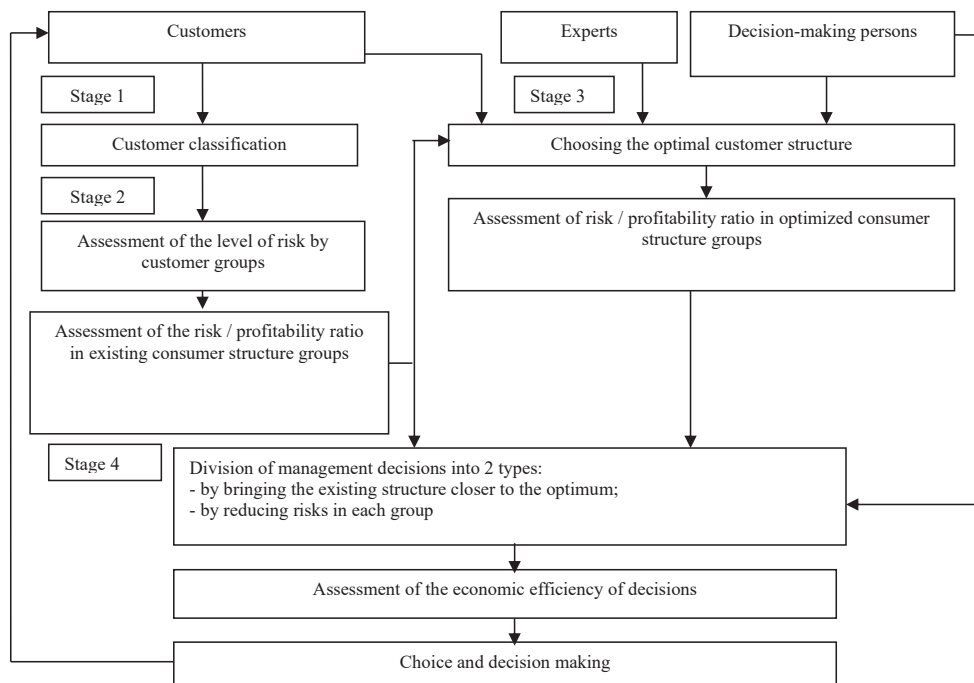 Customers
Experts
Decision-making persons
Stage 1
Stage 3
Customer classification
Choosing the optimal customer structure
Stage 2
Assessment of the level of risk by
customer groups
Assessment of risk / profitability ratio in optimized consumer
structure groups
Assessment of the risk / profitability ratio
in existing consumer structure groups
Stage 4
Division of management decisions into 2 types:
- by bringing the existing structure closer to the optimum;
- by reducing risks in each group
Assessment of the economic efficiency of decisions
Choice and decision making